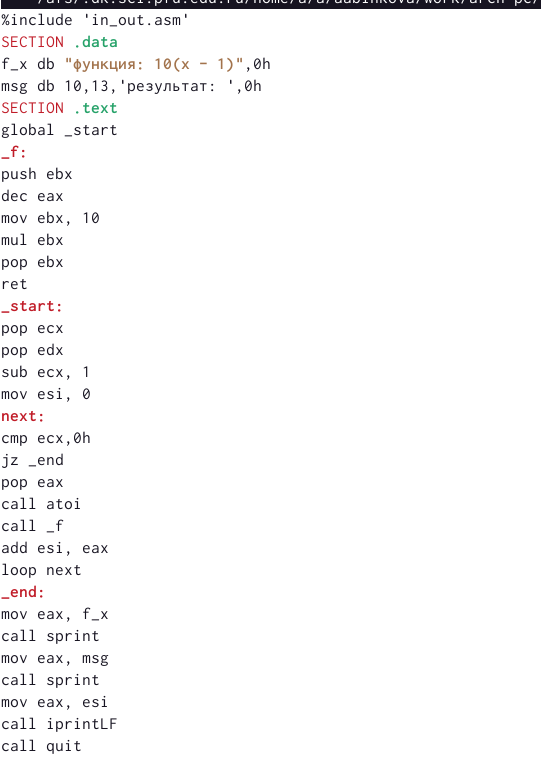 %include 'in_out.asm'
SECTION .data
f_x db "функция: 10(x - 1)",0h
msg db 10,13,'результат: ',0h
SECTION .text
global _start
_f:
push ebx
dec eax
mov ebx, 10
mul ebx
pop ebx
ret
_start:
pop ecx
pop edx
sub ecx, 1
mov esi, 0
next:
cmp ecx,0h
jz _end
pop eax
call atoi
call _f
add esi, eax
loop next
_end:
mov eax, f_x
call sprint
mov eax, msg
call sprint
mov eax, esi
call iprintLF
call quit